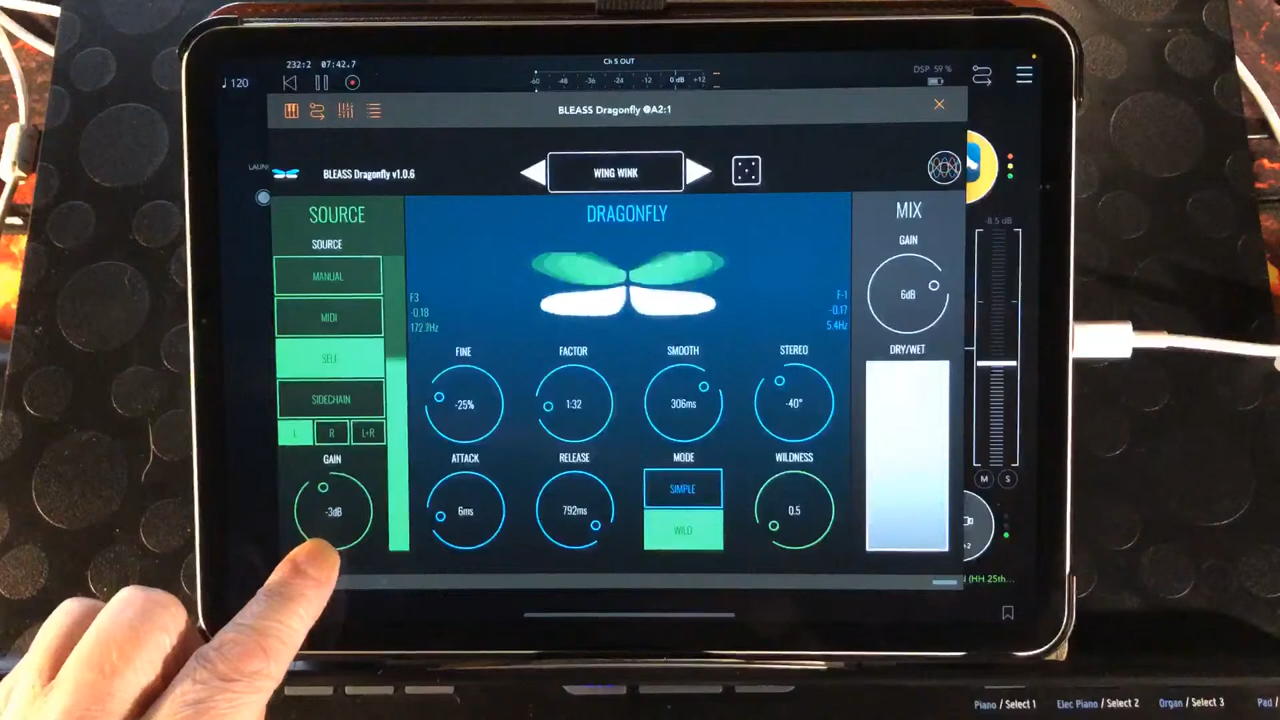 232:2 07:42.7
Ch 5 OUT
120
-60 -48 -36 -24 -12 0 dB +12
DSP 59 %
BLEASS Dragonfly @A2:1
BLEASS Dragonfly v1.0.6
WING WINK
SOURCE
DRAGONFLY
MIX
SOURCE
GAIN
-8.5 dB
MANUAL
6dB
F3
-0.18
172.7Hz
F-1
-0.17
5.4Hz
MIDI
FINE
FACTOR
SMOOTH
STEREO
DRY/WET
SELF
-25%
1:32
306ms
-40°
SIDECHAIN
L
R
L+R
GAIN
ATTACK
RELEASE
MODE
WILDNESS
M
S
-3dB
6ms
792ms
SIMPLE
0.5
WILD
(HH 25th...
Piano / Select 1
Elec Piano / Select 2
Organ / Select 3
Pad /